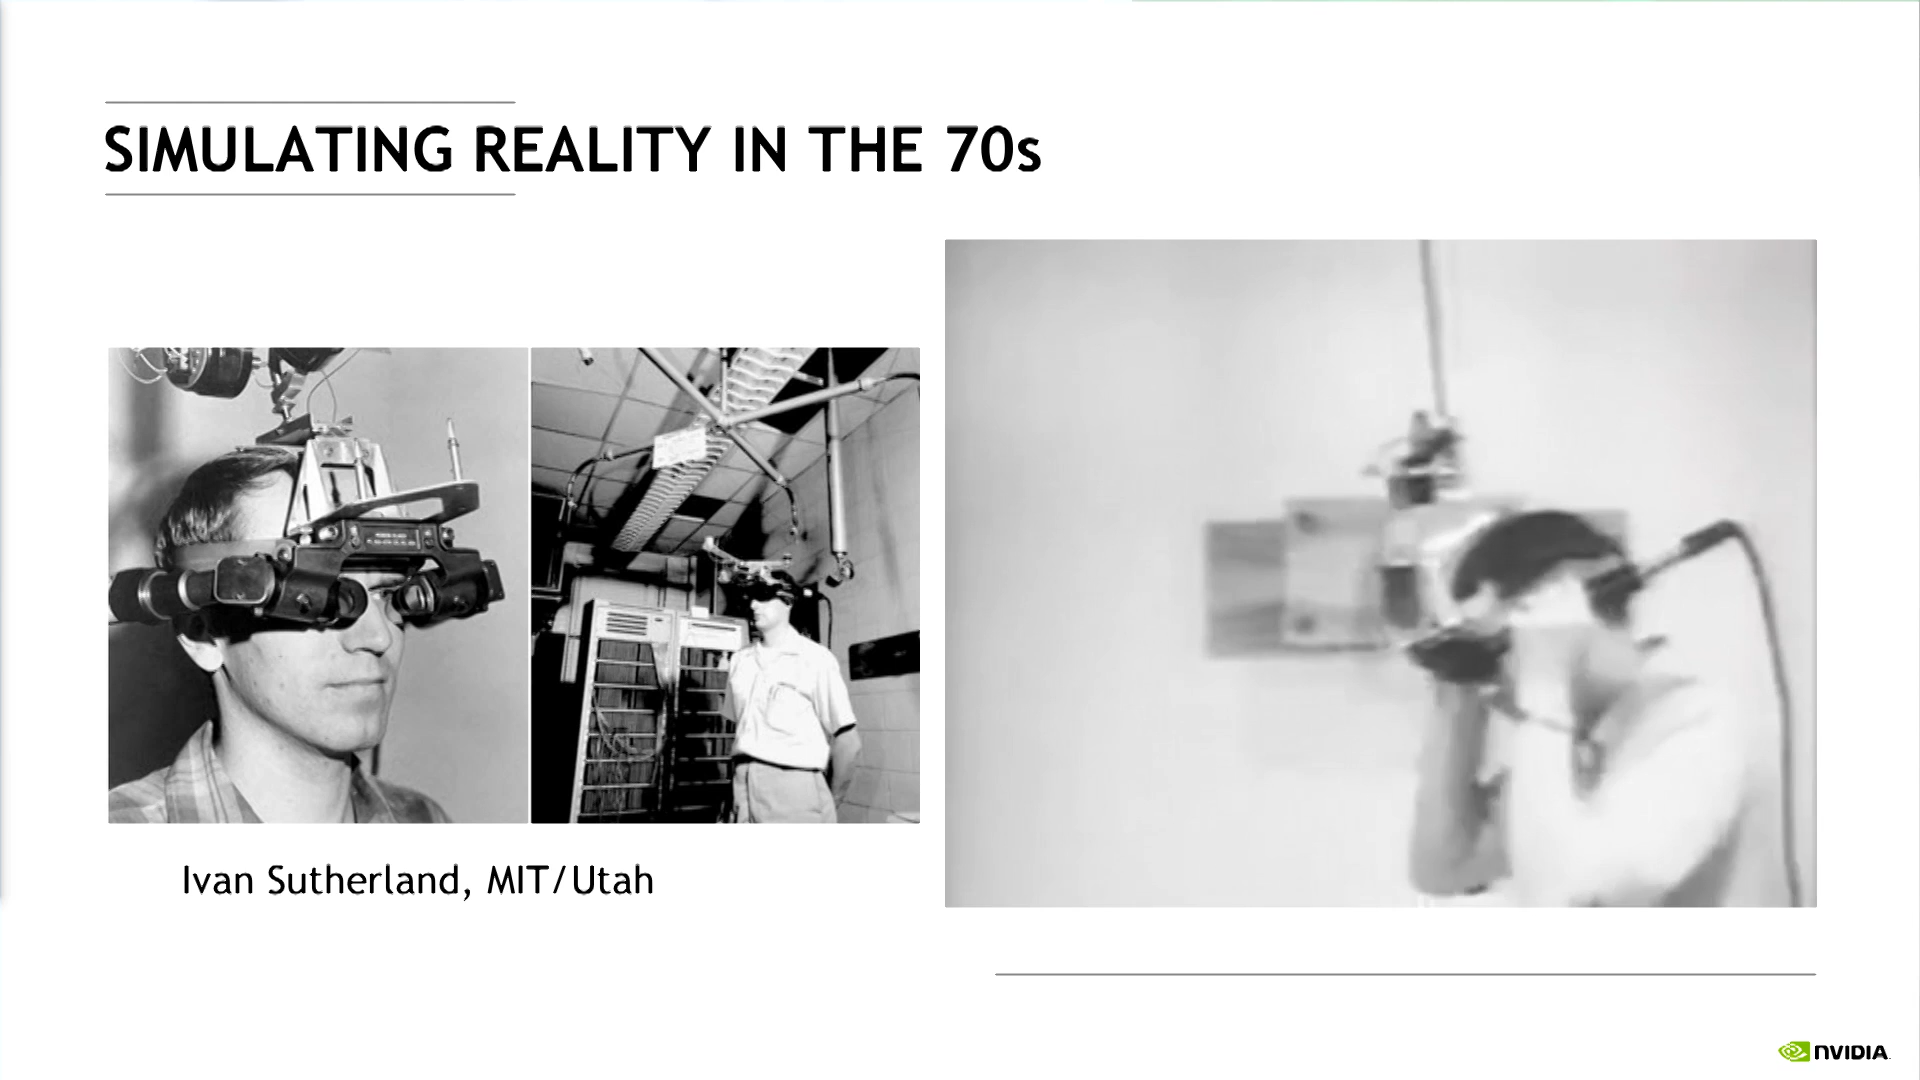 SIMULATING REALITY IN THE 70s
Ivan Sutherland, MIT/Utah
NVIDIA